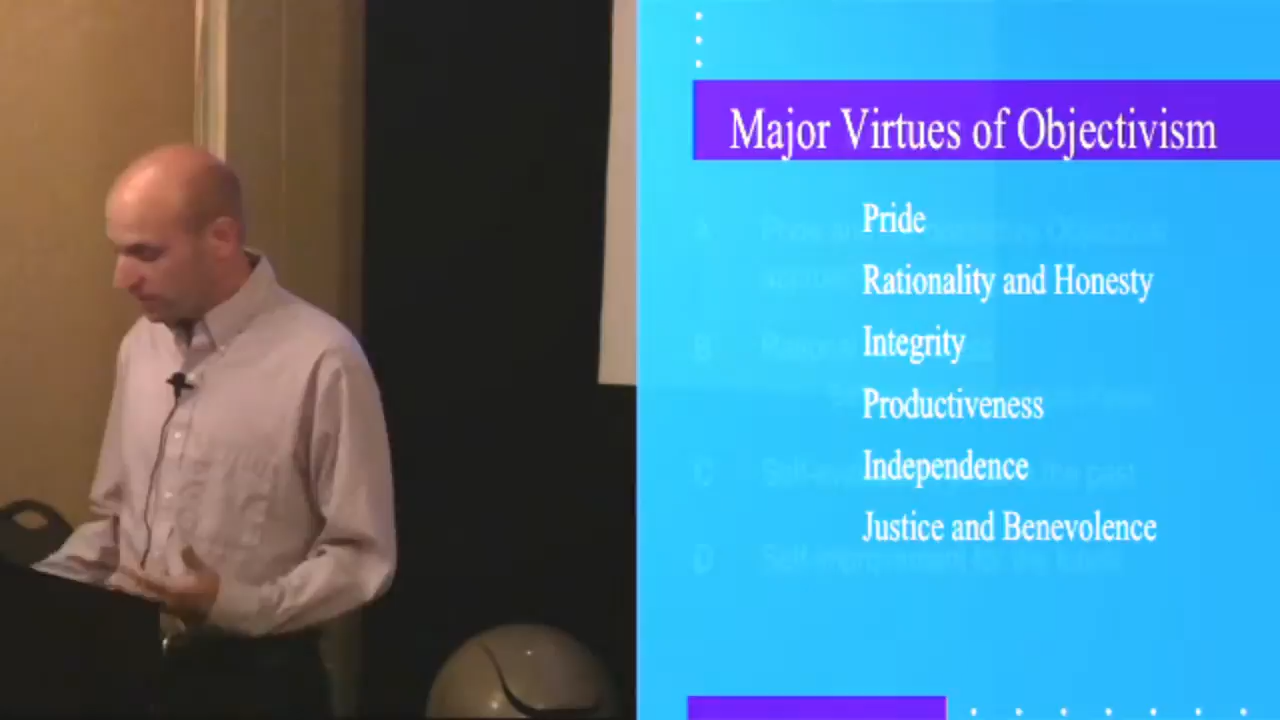 Major Virtues of Objectivism
Pride
Rationality and Honesty
Integrity
Productiveness
Independence
Justice and Benevolence